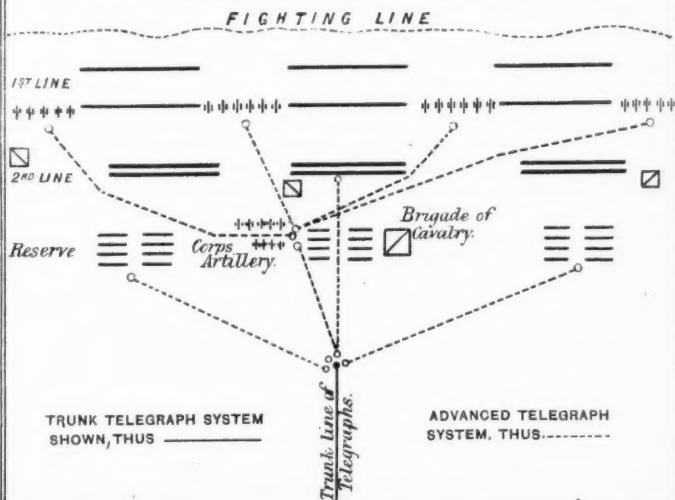 FIGHTING LINE
1ST LINE
2ND LINE
Brigade of
Cavalry.
Reserve
Corps
Artillery.
TRUNK TELEGRAPH SYSTEM
SHOWN, THUS
ADVANCED TELEGRAPH
SYSTEM, THUS
Trunk line of
Telegraphs.